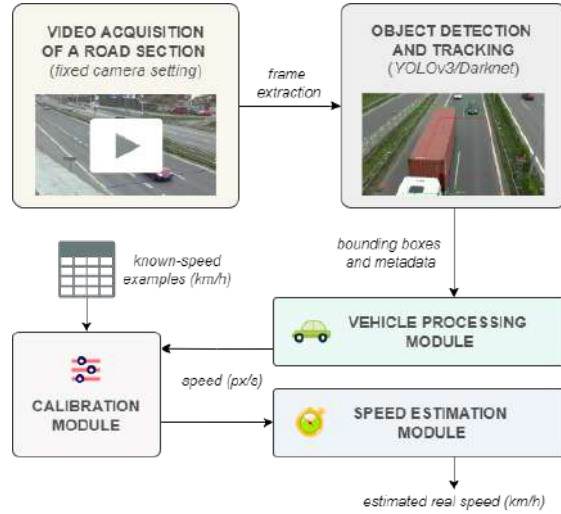 VIDEO ACQUISITION
OF A ROAD SECTION
(fixed camera setting)
frame
extraction
OBJECT DETECTION
AND TRACKING
(YOLOv3/Darknet)
bounding boxes
and metadata
known-speed
examples (km/h)
VEHICLE PROCESSING
MODULE
speed (px/s)
CALIBRATION
MODULE
SPEED ESTIMATION
MODULE
estimated real speed (km/h)